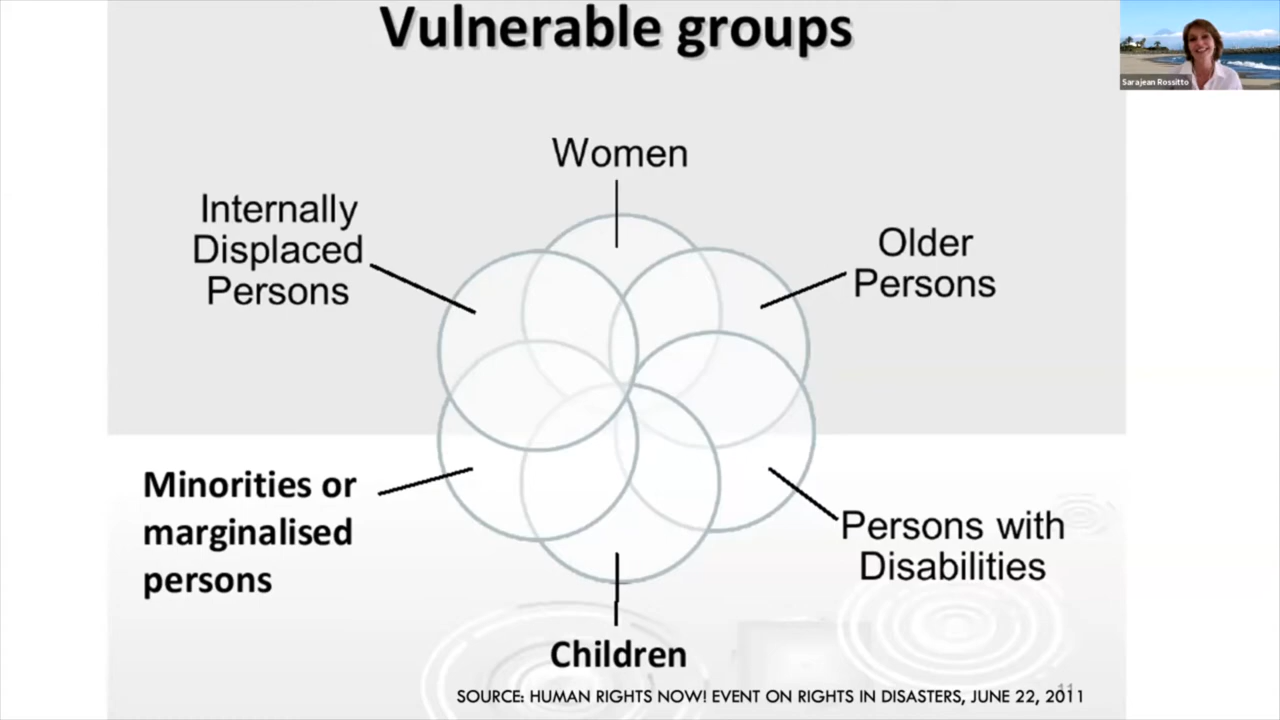 Vulnerable groups
Sarajean Rossitto
Women
Internally
Displaced
Persons
Older
Persons
Minorities or
marginalised
persons
Persons with
Disabilities
Children
11
SOURCE: HUMAN RIGHTS NOW! EVENT ON RIGHTS IN DISASTERS, JUNE 22, 2011